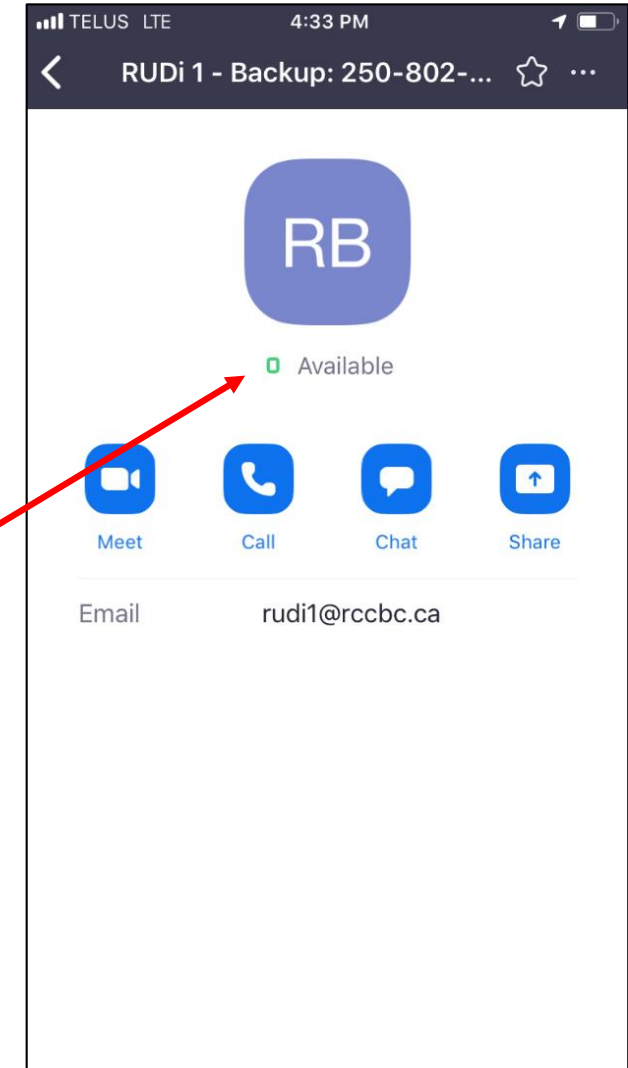 TELUS LTE 4:33 PM
RUDi 1 - Backup: 250-802-...
RB
Available
Meet Call Chat Share
Email rudi1@rccbc.ca